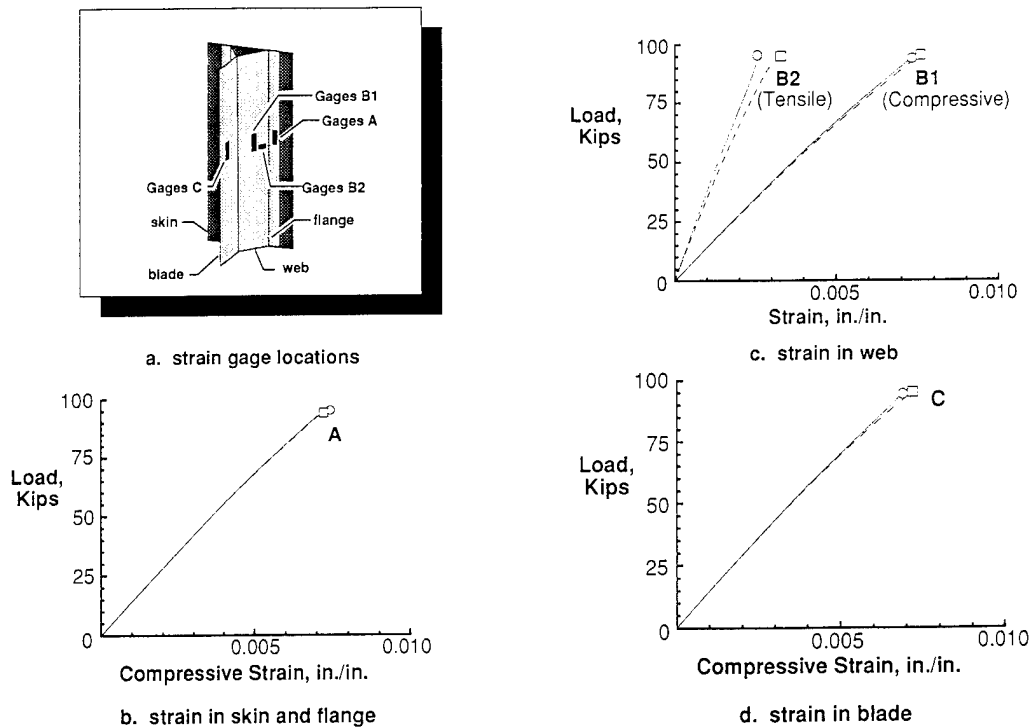 Gages B1
Gages A
Gages C
Gages B2
skin
flange
blade
web
a. strain gage locations
100
75
50
25
0
Load,
Kips
B2
(Tensile)
B1
(Compressive)
0.005
0.010
Strain, in./in.
c. strain in web
100
75
50
25
0
Load,
Kips
A
0.005
0.010
Compressive Strain, in./in.
b. strain in skin and flange
100
75
50
25
0
Load,
Kips
C
0.005
0.010
Compressive Strain, in./in.
d. strain in blade